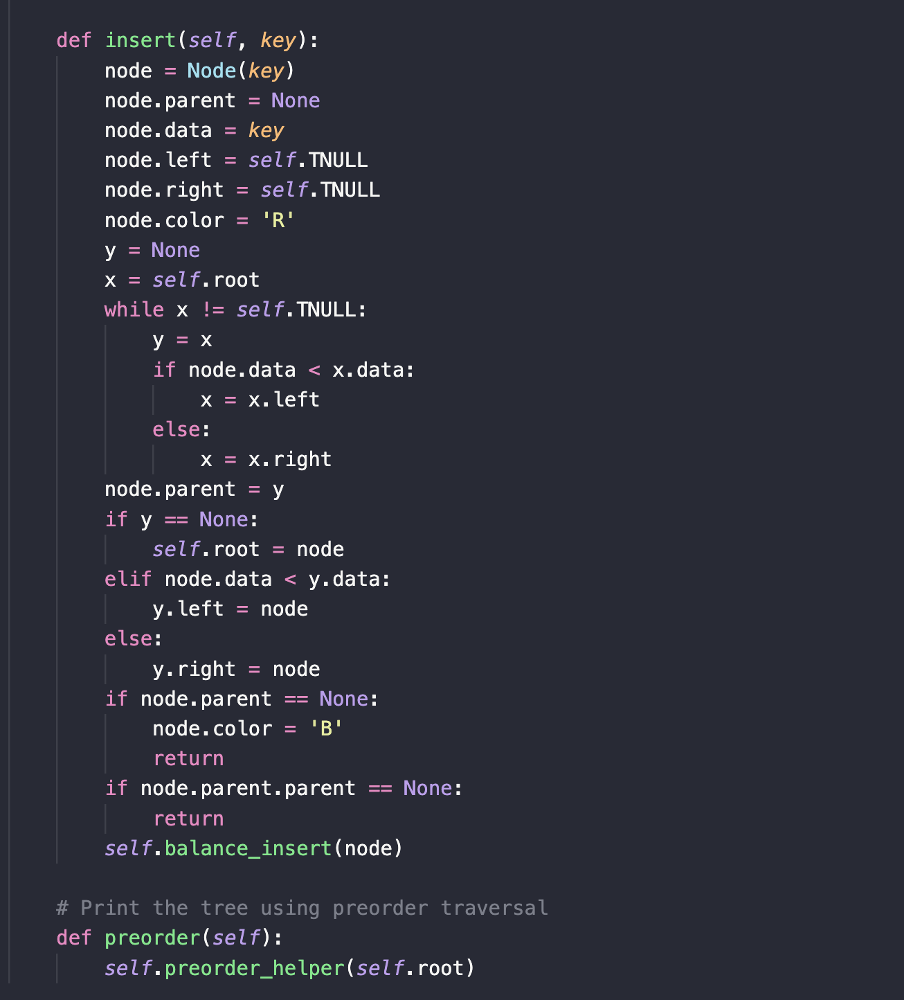 def insert(self, key):
    node = Node(key)
    node.parent = None
    node.data = key
    node.left = self.TNULL
    node.right = self.TNULL
    node.color = 'R'
    y = None
    x = self.root
    while x != self.TNULL:
        y = x
        if node.data < x.data:
            x = x.left
        else:
            x = x.right
    node.parent = y
    if y == None:
        self.root = node
    elif node.data < y.data:
        y.left = node
    else:
        y.right = node
    if node.parent == None:
        node.color = 'B'
        return
    if node.parent.parent == None:
        return
    self.balance_insert(node)

# Print the tree using preorder traversal
def preorder(self):
    self.preorder_helper(self.root)